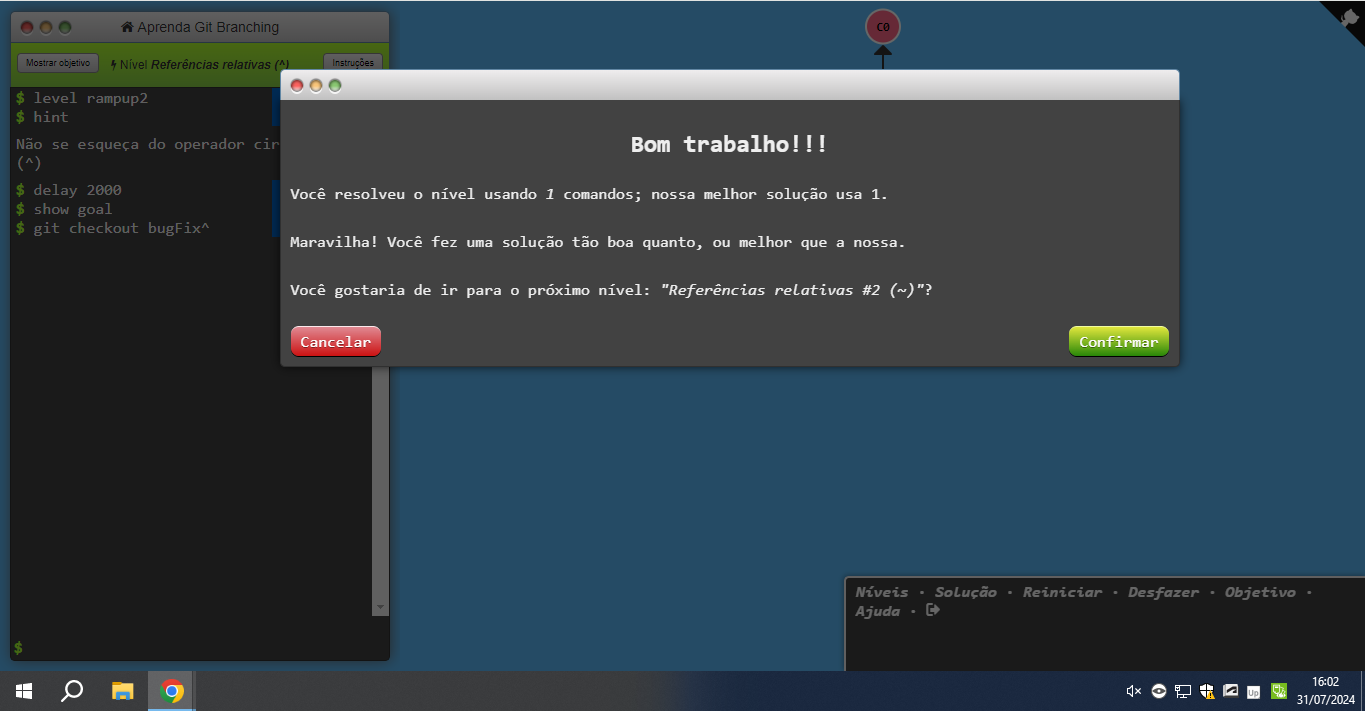 Aprenda Git Branching
Mostrar objetivo
Nível Referências relativas (^)
Instruções
$ level rampup2
$ hint
Não se esqueça do operador cir
(^)
$ delay 2000
$ show goal
$ git checkout bugFix^
$
C0
Bom trabalho!!!
Você resolveu o nível usando 1 comandos; nossa melhor solução usa 1.
Maravilha! Você fez uma solução tão boa quanto, ou melhor que a nossa.
Você gostaria de ir para o próximo nível: "Referências relativas #2 (~)"?
Cancelar
Confirmar
Níveis · Solução · Reiniciar · Desfazer · Objetivo ·
Ajuda ·
Up
16:02
31/07/2024